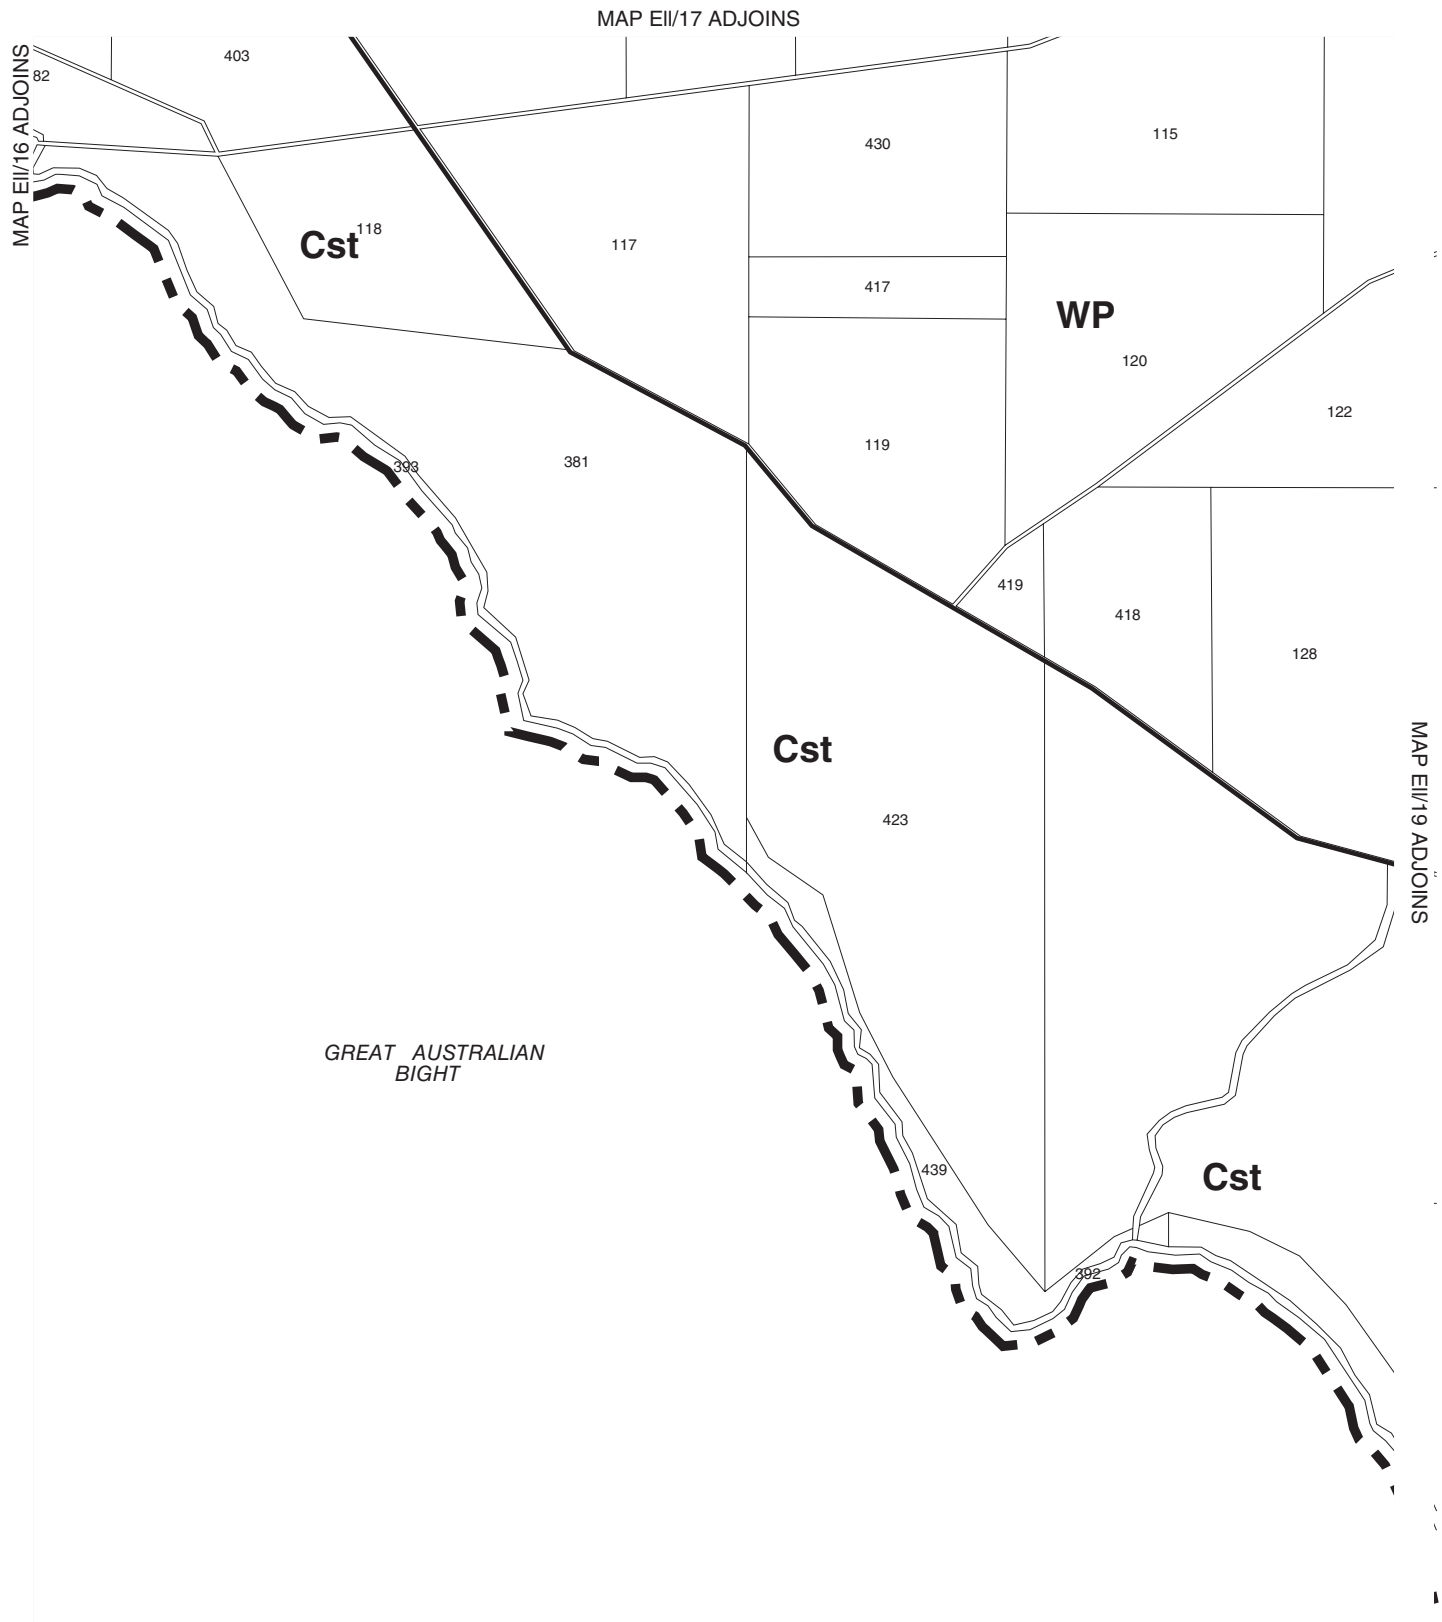 MAP EII/17 ADJOINS
MAP EII/16 ADJOINS
403
82
430
115
118
Cst
117
417
WP
120
122
119
393
381
419
418
128
Cst
MAP EII/19 ADJOINS
423
GREAT AUSTRALIAN
BIGHT
439
Cst
392